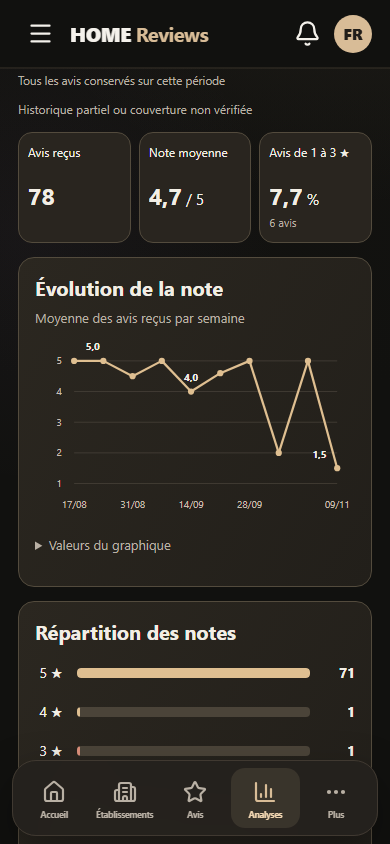 HOME Reviews
FR
Tous les avis conservés sur cette période
Historique partiel ou couverture non vérifiée
Avis reçus
78
Note moyenne
4,7 / 5
Avis de 1 à 3 ★
7,7 %
6 avis
Évolution de la note
Moyenne des avis reçus par semaine
5,0
5
4,0
4
3
2
1,5
1
17/08 31/08 14/09 28/09 09/11
▶ Valeurs du graphique
Répartition des notes
5 ★ 71
4 ★ 1
3 ★ 1
Accueil
Établissements
Avis
Analyses
Plus